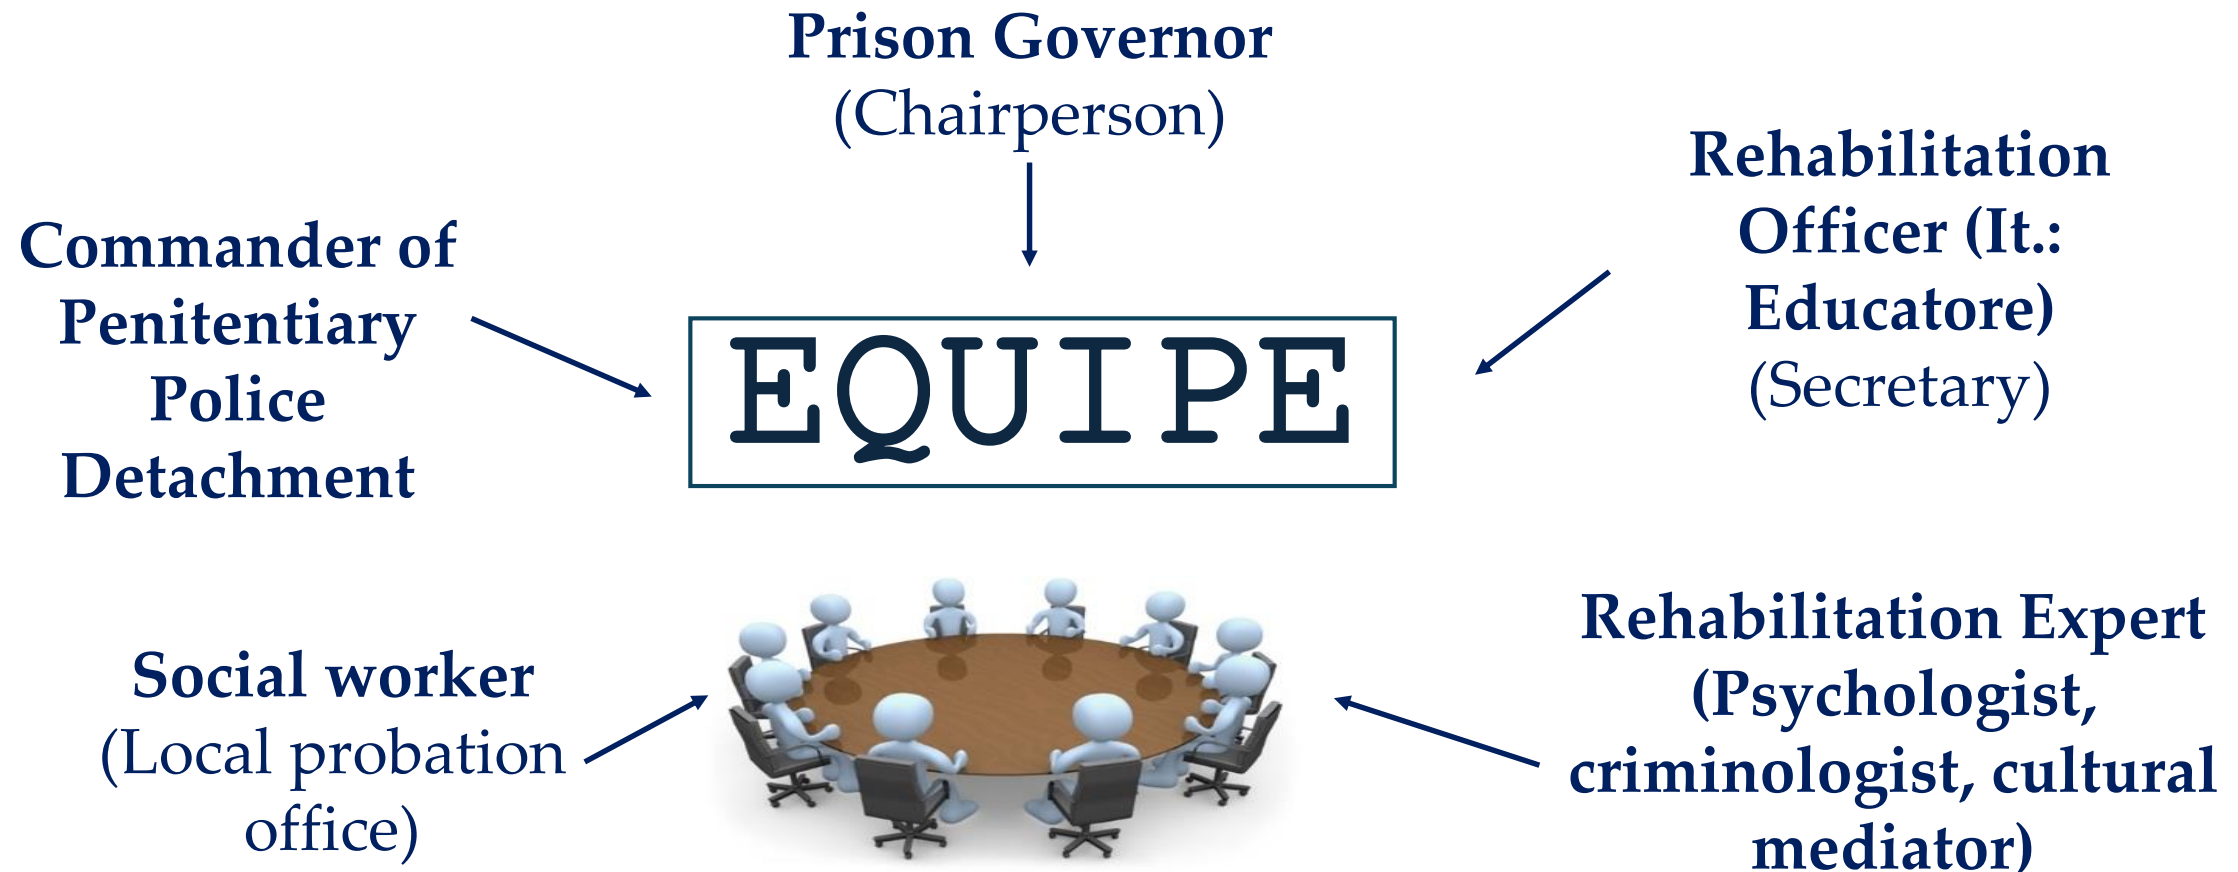 Prison Governor
(Chairperson)
Rehabilitation
Officer (It.:
Educatore)
(Secretary)
Commander of
Penitentiary
Police
Detachment
EQUIPE
Social worker
(Local probation
office)
Rehabilitation Expert
(Psychologist,
criminologist, cultural
mediator)